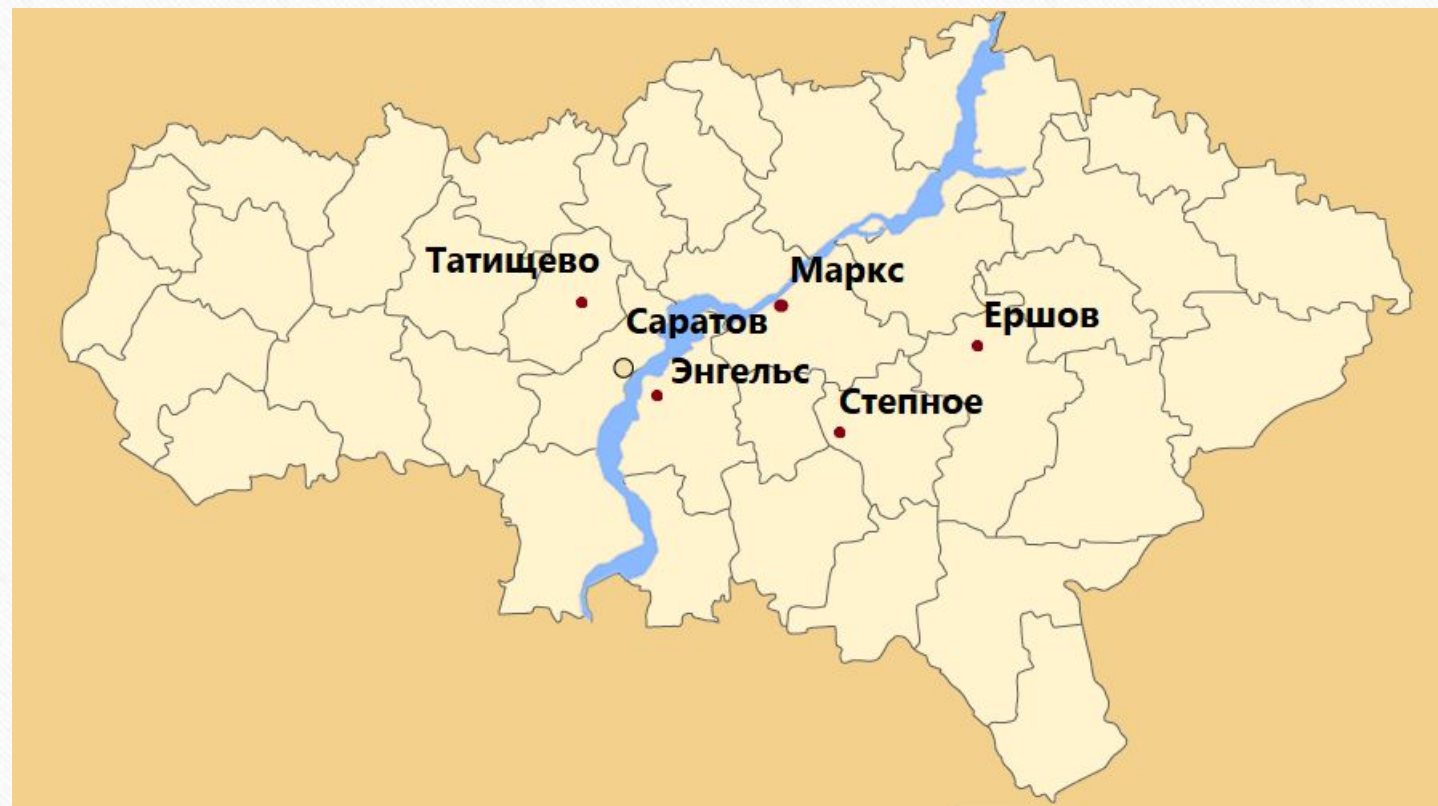 Татищево
Маркс
Саратов
Ершов
Энгельс
Степное